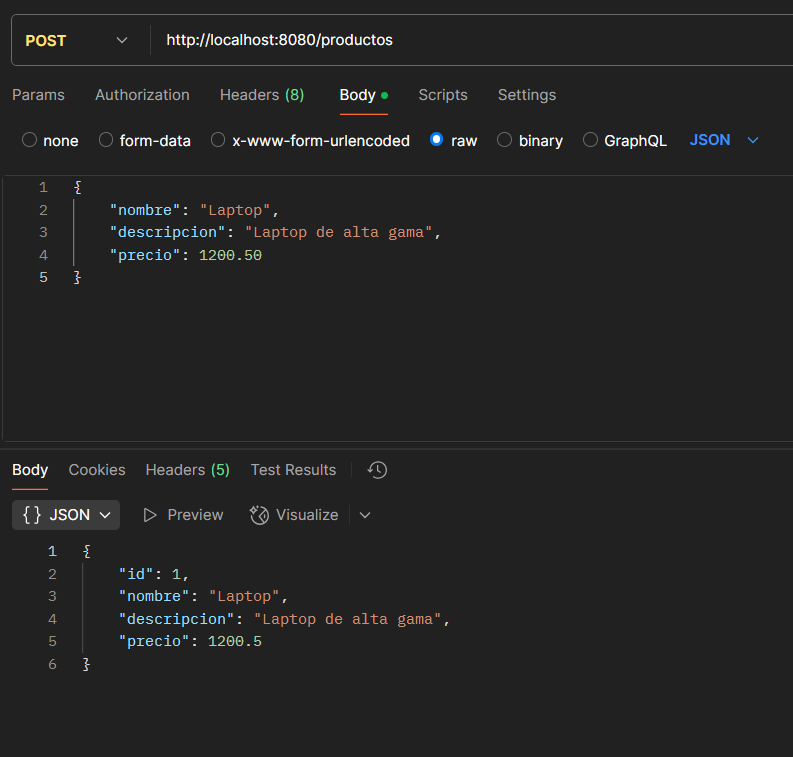 POST http://localhost:8080/productos
Params Authorization Headers (8) Body Scripts Settings
none form-data x-www-form-urlencoded raw binary GraphQL JSON
1 {
2 "nombre": "Laptop",
3 "descripcion": "Laptop de alta gama",
4 "precio": 1200.50
5 }
Body Cookies Headers (5) Test Results
{} JSON Preview Visualize
1 {
2 "id": 1,
3 "nombre": "Laptop",
4 "descripcion": "Laptop de alta gama",
5 "precio": 1200.5
6 }